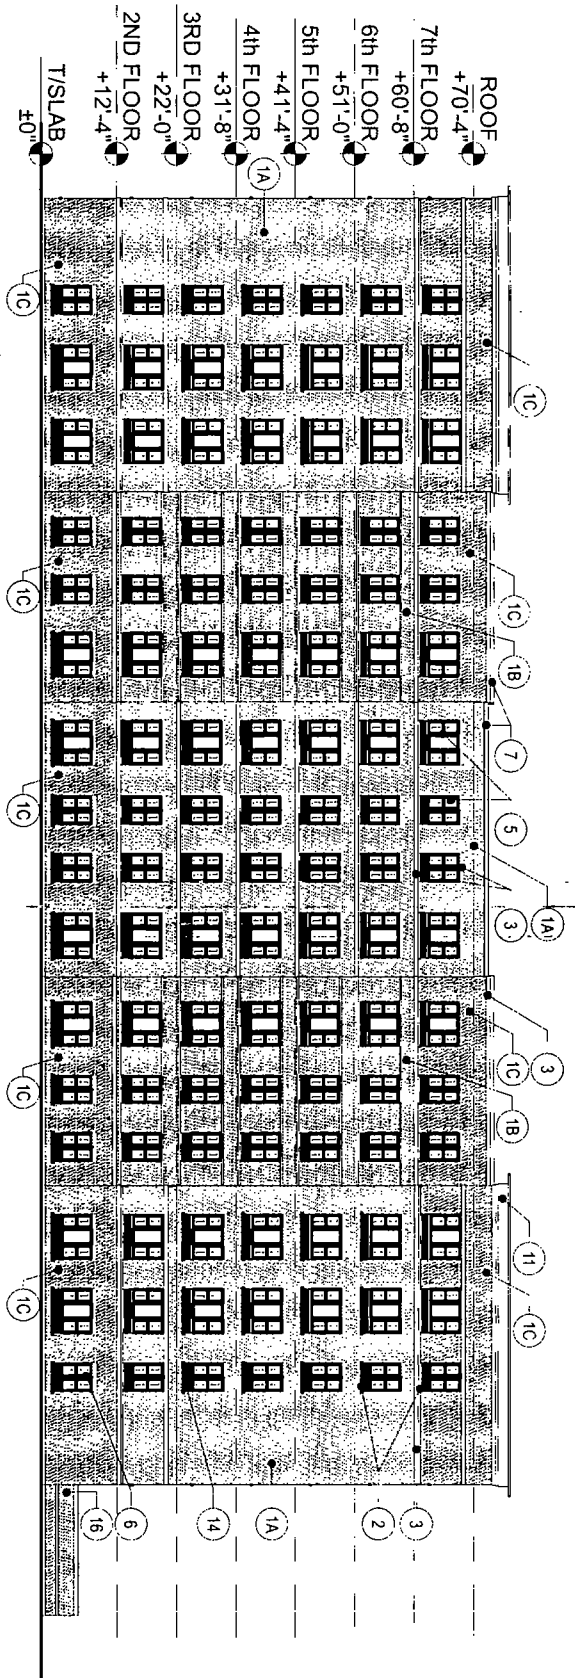 ROOF
+70'-4"
7th FLOOR
+60'-8"
6th FLOOR
+51'-0"
5th FLOOR
+41'-4"
4th FLOOR
+31'-8"
3RD FLOOR
+22'-0"
2ND FLOOR
+12'-4"
T/SLAB
±0"
1A
1C
1C
1C
1C
1B
7
1C
5
1A
3
3
1C
1B
1C
11
1C
1C
3
2
1A
14
6
16